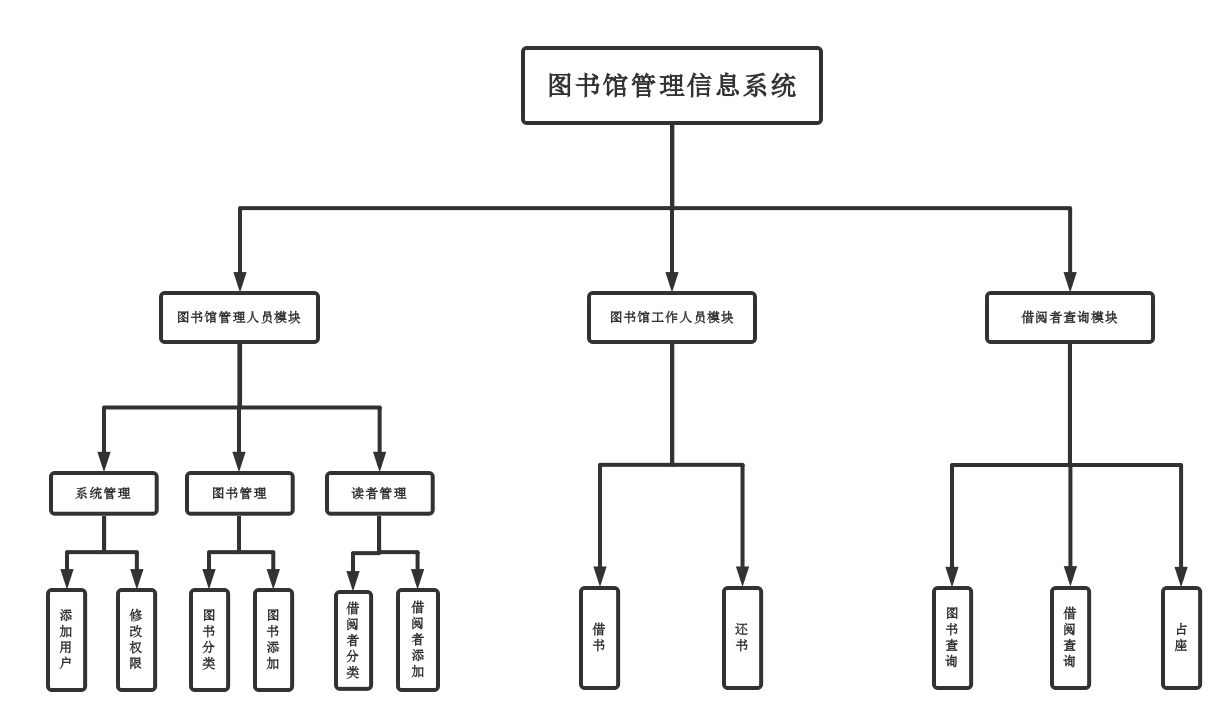 图书馆管理信息系统
图书馆管理人员模块
图书馆工作人员模块
借阅者查询模块
系统管理
图书管理
读者管理
添加用户
修改权限
图书分类
图书添加
借阅者分类
借阅者添加
借书
还书
图书查询
借阅查询
占座